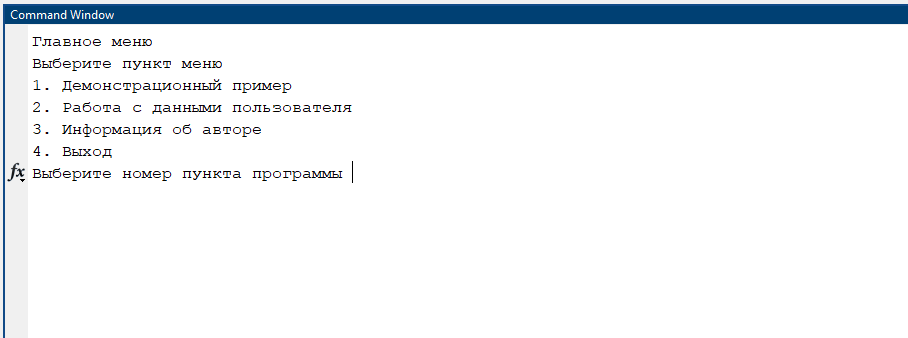 Command Window
Главное меню
Выберите пункт меню
1. Демонстрационный пример
2. Работа с данными пользователя
3. Информация об авторе
4. Выход
fx Выберите номер пункта программы